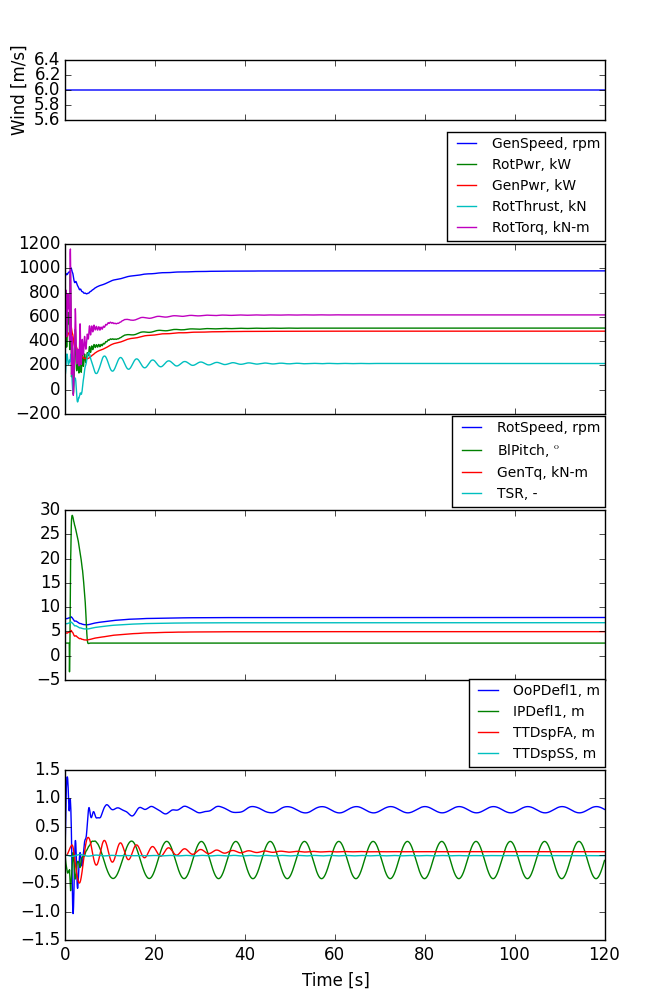 Wind [m/s]
6.4
6.2
6.0
5.8
5.6
GenSpeed, rpm
RotPwr, kW
GenPwr, kW
RotThrust, kN
RotTorq, kN-m
1200
1000
800
600
400
200
0
−200
RotSpeed, rpm
BlPitch, °
GenTq, kN-m
TSR, -
30
25
20
15
10
5
0
−5
OoPDefl1, m
IPDefl1, m
TTDspFA, m
TTDspSS, m
1.5
1.0
0.5
0.0
−0.5
−1.0
−1.5
0 20 40 60 80 100 120
Time [s]